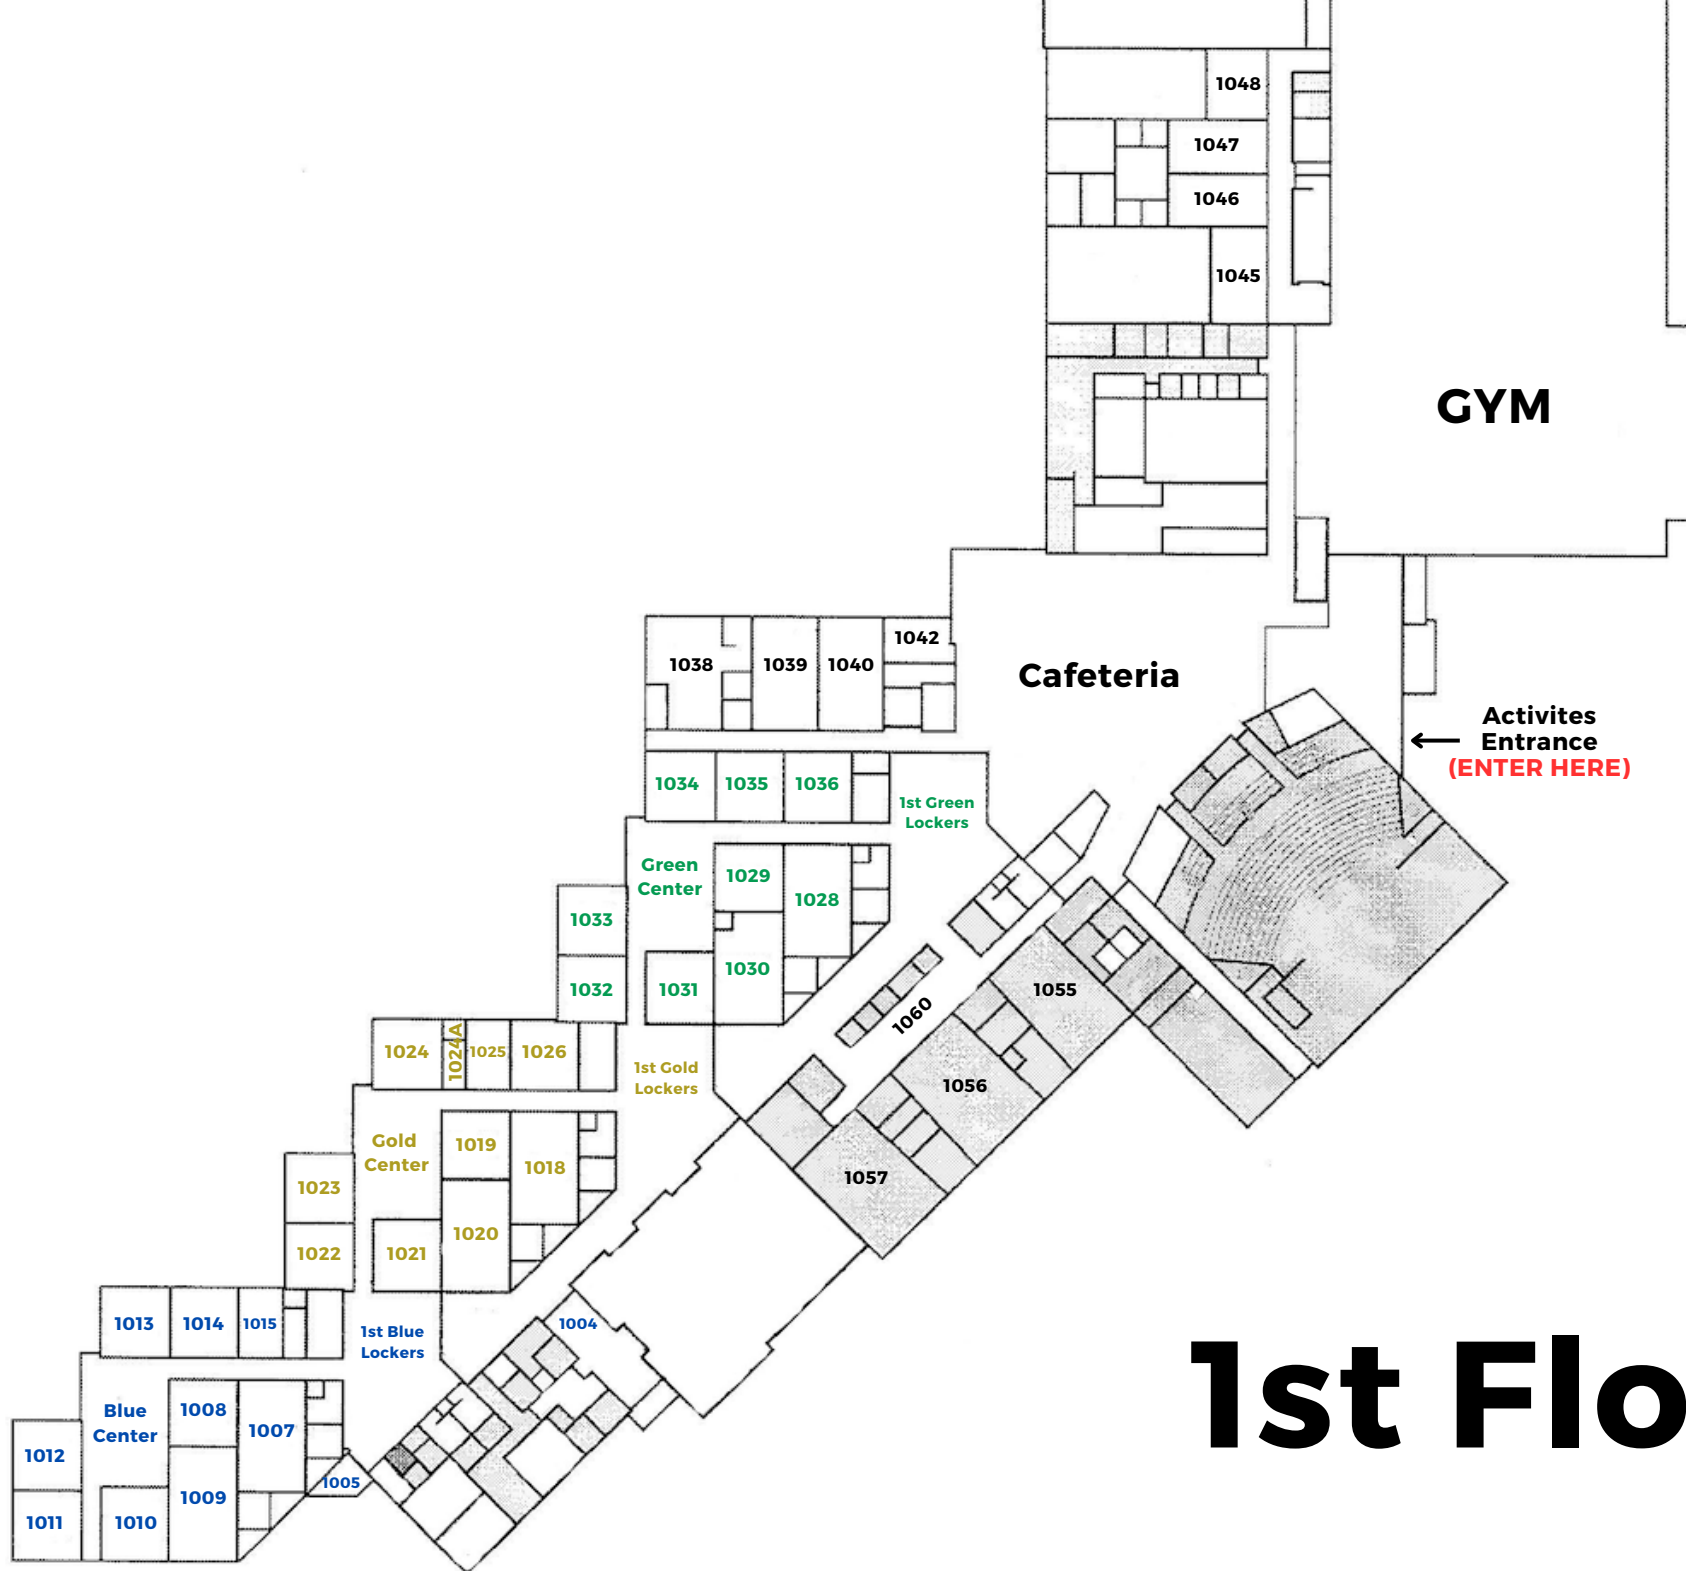 1048
1047
1046
1045
GYM
1042
1038
1039
1040
Cafeteria
Activites
Entrance
(ENTER HERE)
1034
1035
1036
1st Green
Lockers
Green
Center
1029
1028
1033
1030
1032
1031
1055
1060
1024
1024A
1025
1026
1st Gold
Lockers
1056
Gold
Center
1019
1018
1023
1057
1020
1022
1021
1013
1014
1015
1st Blue
Lockers
1004
1st Flo
Blue
Center
1008
1007
1012
1009
1005
1011
1010